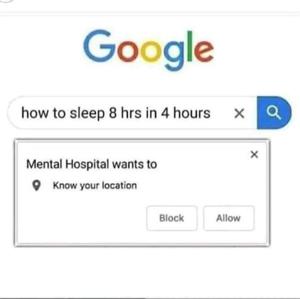 Google
how to sleep 8 hrs in 4 hours
Mental Hospital wants to
Know your location
Block Allow